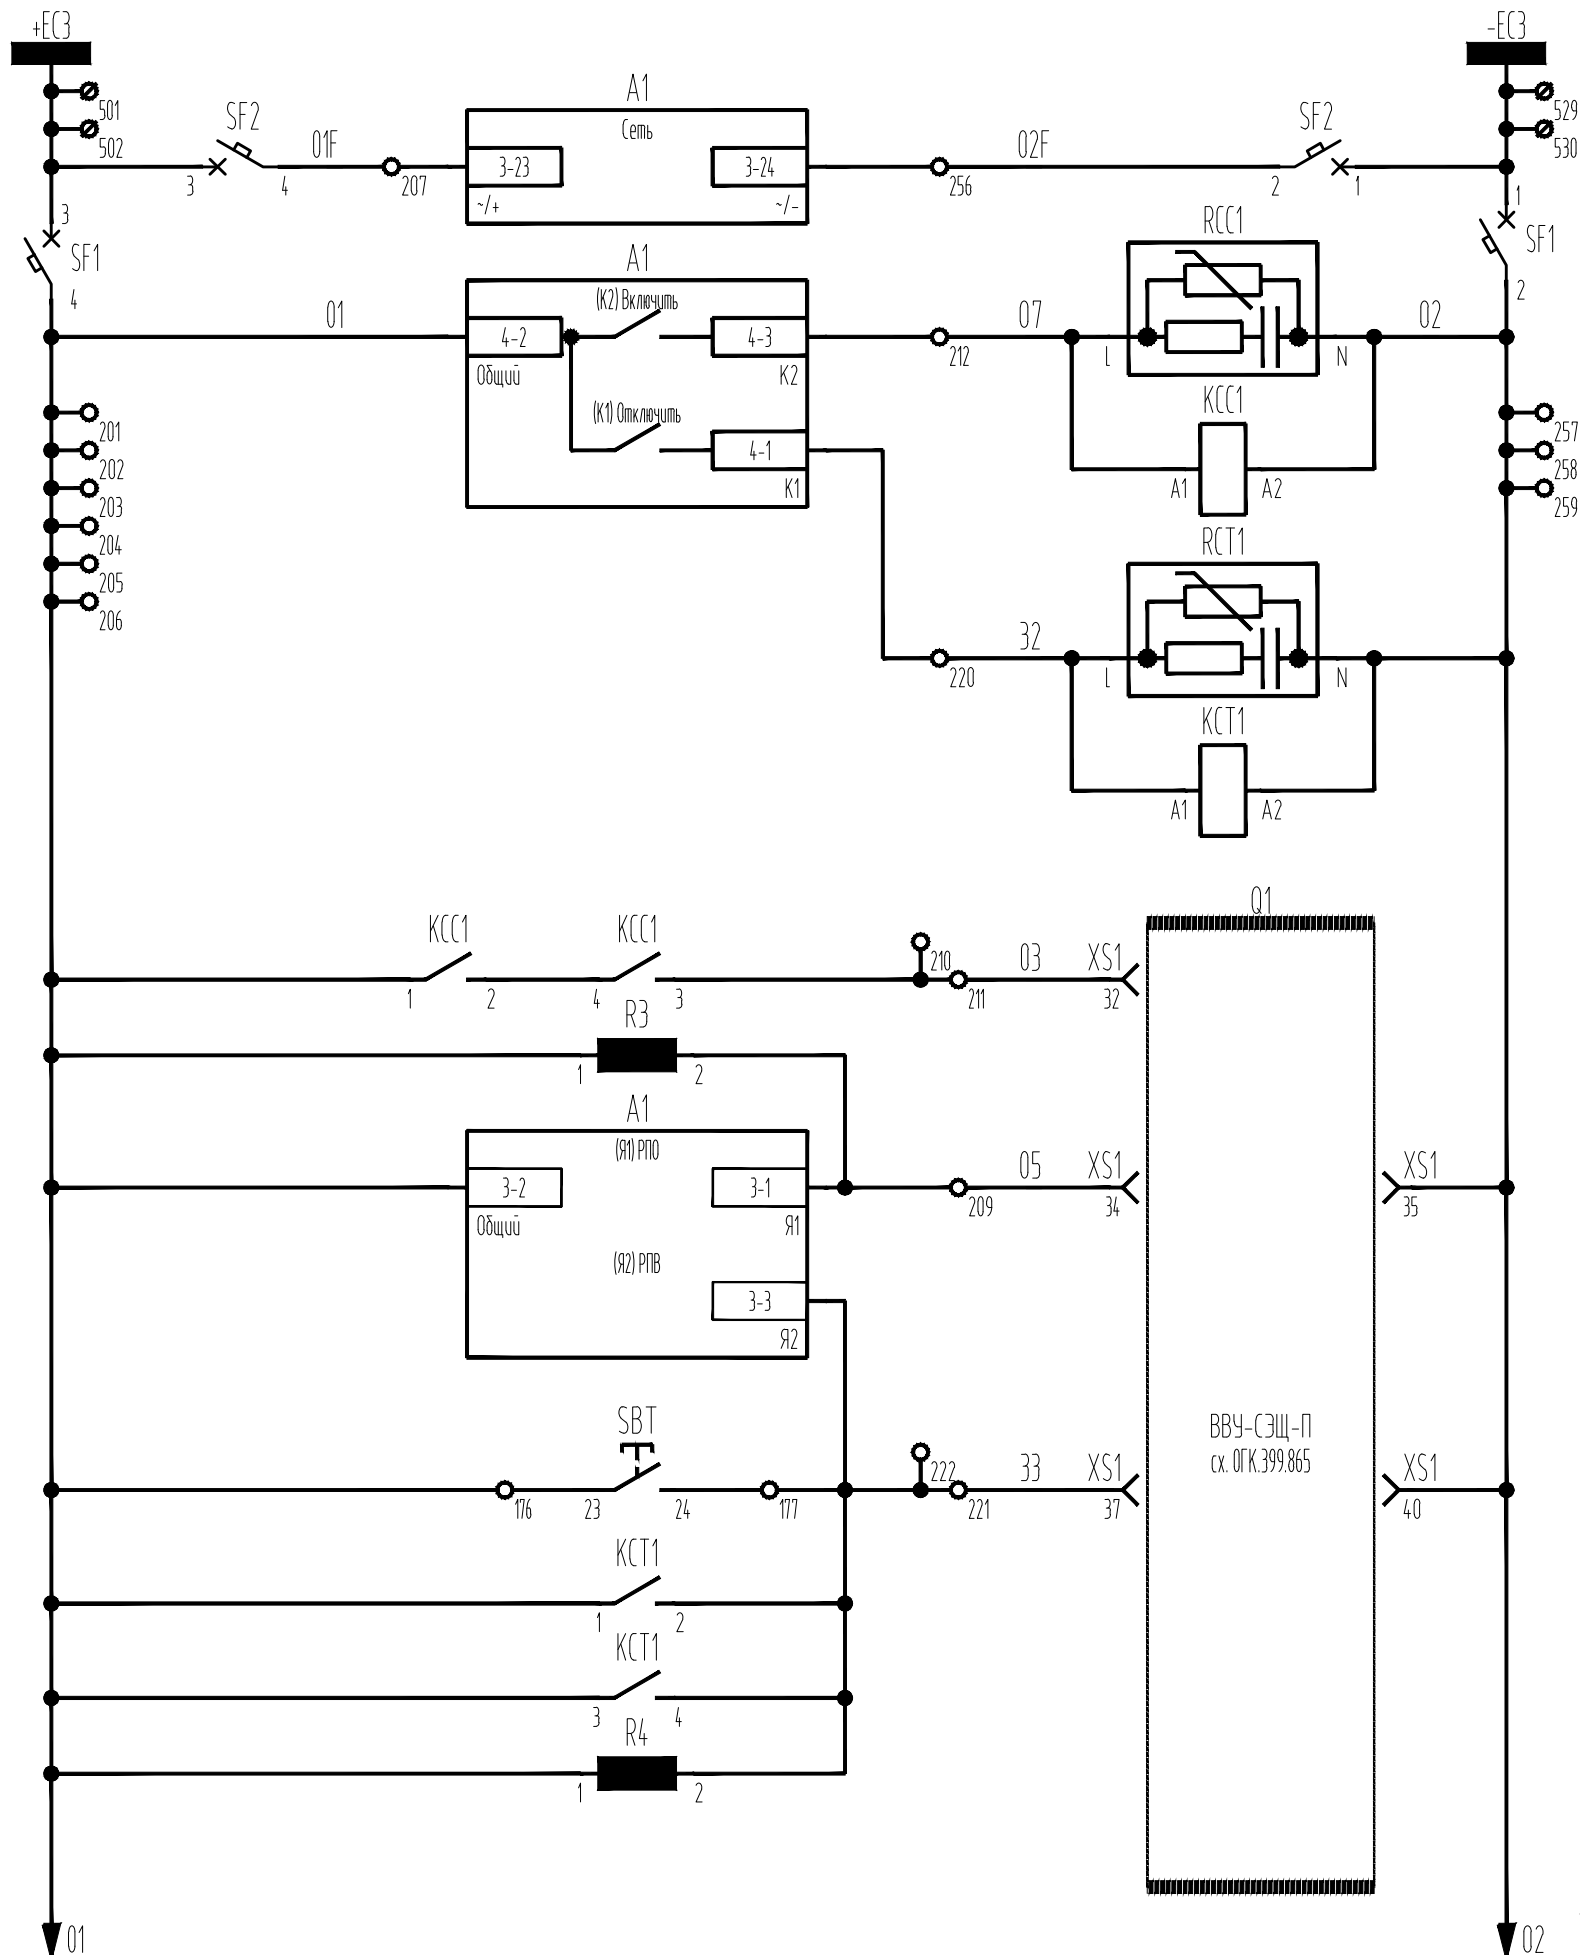 +ЕС3
-ЕС3
501
502
529
530
SF2
3
4
01F
207
A1
Сеть
3-23
3-24
~/+
~/-
256
02F
SF2
2
1
3
SF1
4
1
SF1
2
01
A1
(К2) Включить
4-2
4-3
Общий
К2
(К1) Отключить
4-1
К1
212
07
RCC1
L
N
02
KCC1
A1
A2
201
202
203
204
205
206
257
258
259
220
32
RCT1
L
N
KCT1
A1
A2
Q1
KCC1
1
2
KCC1
4
3
210
211
03
XS1
32
R3
1
2
A1
(Я1) РПО
3-2
3-1
Общий
Я1
(Я2) РПВ
3-3
Я2
209
05
XS1
34
XS1
35
ВВУ-СЭЩ-П
сх. ОГК.399.865
SBT
176
23
24
177
222
221
33
XS1
37
XS1
40
KCT1
1
2
KCT1
3
4
R4
1
2
01
02